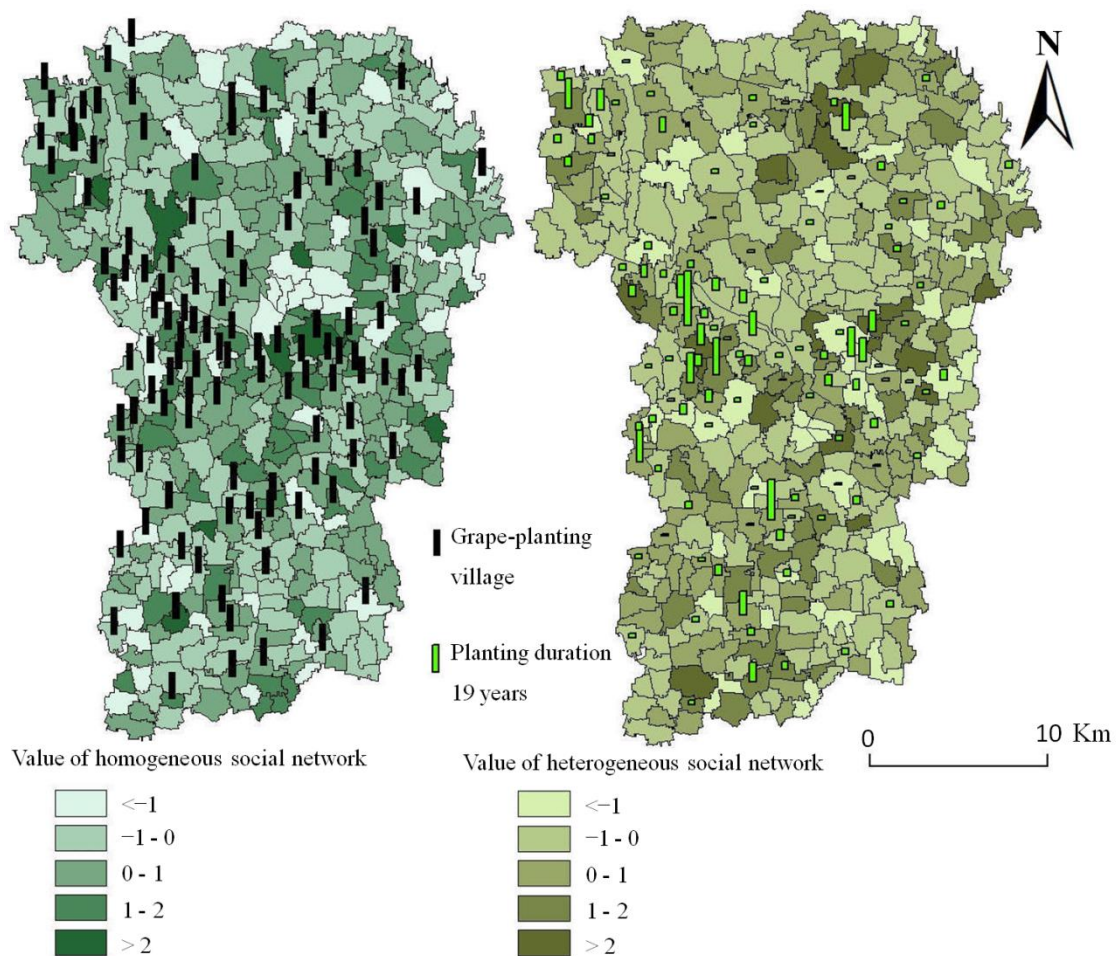 N
Grape-planting
village
Planting duration
19 years
0 10 Km
Value of homogeneous social network
<−1
−1 - 0
0 - 1
1 - 2
> 2
Value of heterogeneous social network
<−1
−1 - 0
0 - 1
1 - 2
> 2